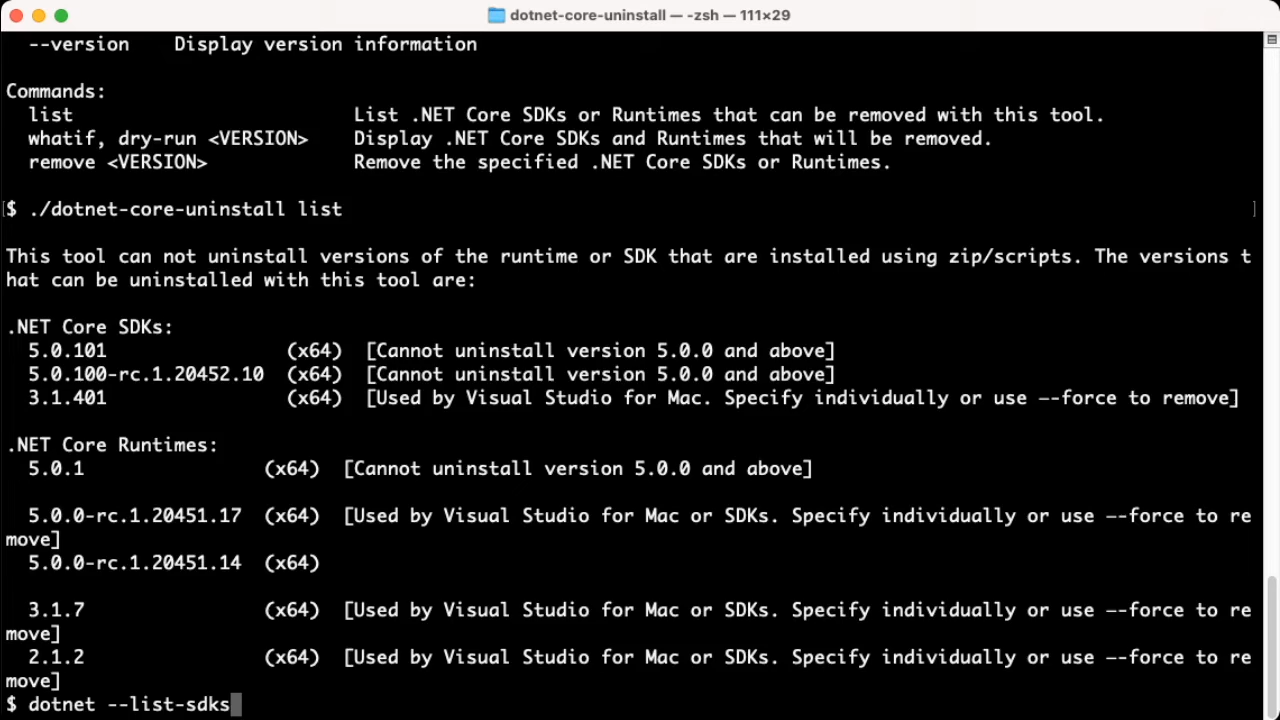 dotnet-core-uninstall — -zsh — 111×29
--version    Display version information
Commands:
list                         List .NET Core SDKs or Runtimes that can be removed with this tool.
whatif, dry-run <VERSION>    Display .NET Core SDKs and Runtimes that will be removed.
remove <VERSION>             Remove the specified .NET Core SDKs or Runtimes.
[$ ./dotnet-core-uninstall list ]
This tool can not uninstall versions of the runtime or SDK that are installed using zip/scripts. The versions t
hat can be uninstalled with this tool are:
.NET Core SDKs:
5.0.101                (x64)  [Cannot uninstall version 5.0.0 and above]
5.0.100-rc.1.20452.10  (x64)  [Cannot uninstall version 5.0.0 and above]
3.1.401                (x64)  [Used by Visual Studio for Mac. Specify individually or use —-force to remove]
.NET Core Runtimes:
5.0.1                (x64)  [Cannot uninstall version 5.0.0 and above]
5.0.0-rc.1.20451.17  (x64)  [Used by Visual Studio for Mac or SDKs. Specify individually or use —-force to re
move]
5.0.0-rc.1.20451.14  (x64)
3.1.7                (x64)  [Used by Visual Studio for Mac or SDKs. Specify individually or use —-force to re
move]
2.1.2                (x64)  [Used by Visual Studio for Mac or SDKs. Specify individually or use —-force to re
move]
$ dotnet --list-sdks